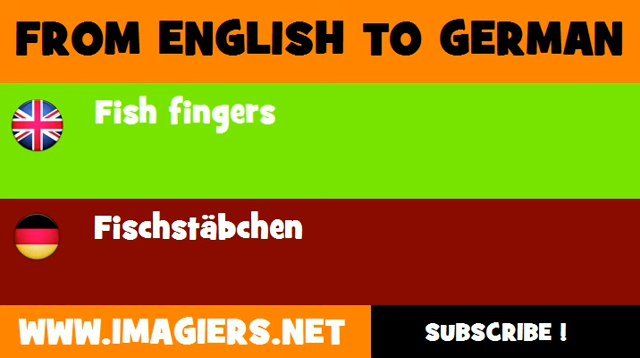 FROM ENGLISH TO GERMAN
Fish fingers
Fischstäbchen
WWW.IMAGIERS.NET
SUBSCRIBE !